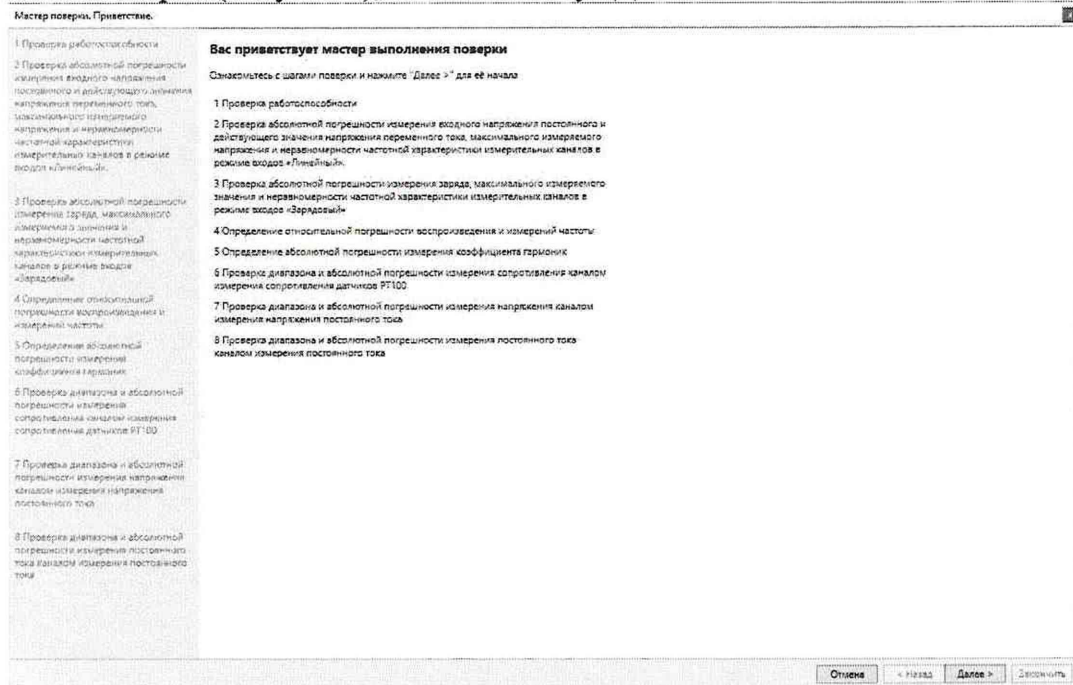 Мастер поверки. Приветствие.
1 Проверка работоспособности
2 Проверка абсолютной погрешности
измерения входного напряжения
постоянного и действующего значения
напряжения переменного тока,
максимального измеряемого
напряжения и неравномерности
частотной характеристики
измерительных каналов в режиме
входов «Линейный».
3 Проверка абсолютной погрешности
измерения заряда, максимального
измеряемого значения и
неравномерности частотной
характеристики измерительных
каналов в режиме входов
«Зарядовый»
4 Определение относительной
погрешности воспроизведения и
измерений частоты
5 Определение абсолютной
погрешности измерения
коэффициента гармоник
6 Проверка диапазона и абсолютной
погрешности измерения
сопротивления каналом измерения
сопротивления датчиков PT100
7 Проверка диапазона и абсолютной
погрешности измерения напряжения
каналом измерения напряжения
постоянного тока
8 Проверка диапазона и абсолютной
погрешности измерения постоянного
тока каналом измерения постоянного
тока
Вас приветствует мастер выполнения поверки
Ознакомьтесь с шагами поверки и нажмите "Далее >" для её начала
1 Проверка работоспособности
2 Проверка абсолютной погрешности измерения входного напряжения постоянного и
действующего значения напряжения переменного тока, максимального измеряемого
напряжения и неравномерности частотной характеристики измерительных каналов в
режиме входов «Линейный».
3 Проверка абсолютной погрешности измерения заряда, максимального измеряемого
значения и неравномерности частотной характеристики измерительных каналов в
режиме входов «Зарядовый»
4 Определение относительной погрешности воспроизведения и измерений частоты
5 Определение абсолютной погрешности измерения коэффициента гармоник
6 Проверка диапазона и абсолютной погрешности измерения сопротивления каналом
измерения сопротивления датчиков PT100
7 Проверка диапазона и абсолютной погрешности измерения напряжения каналом
измерения напряжения постоянного тока
8 Проверка диапазона и абсолютной погрешности измерения постоянного тока
каналом измерения постоянного тока
Отмена < Назад Далее > Закончить